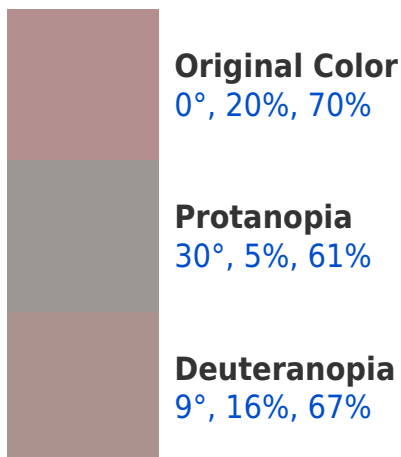 Original Color
0°, 20%, 70%
Protanopia
30°, 5%, 61%
Deuteranopia
9°, 16%, 67%